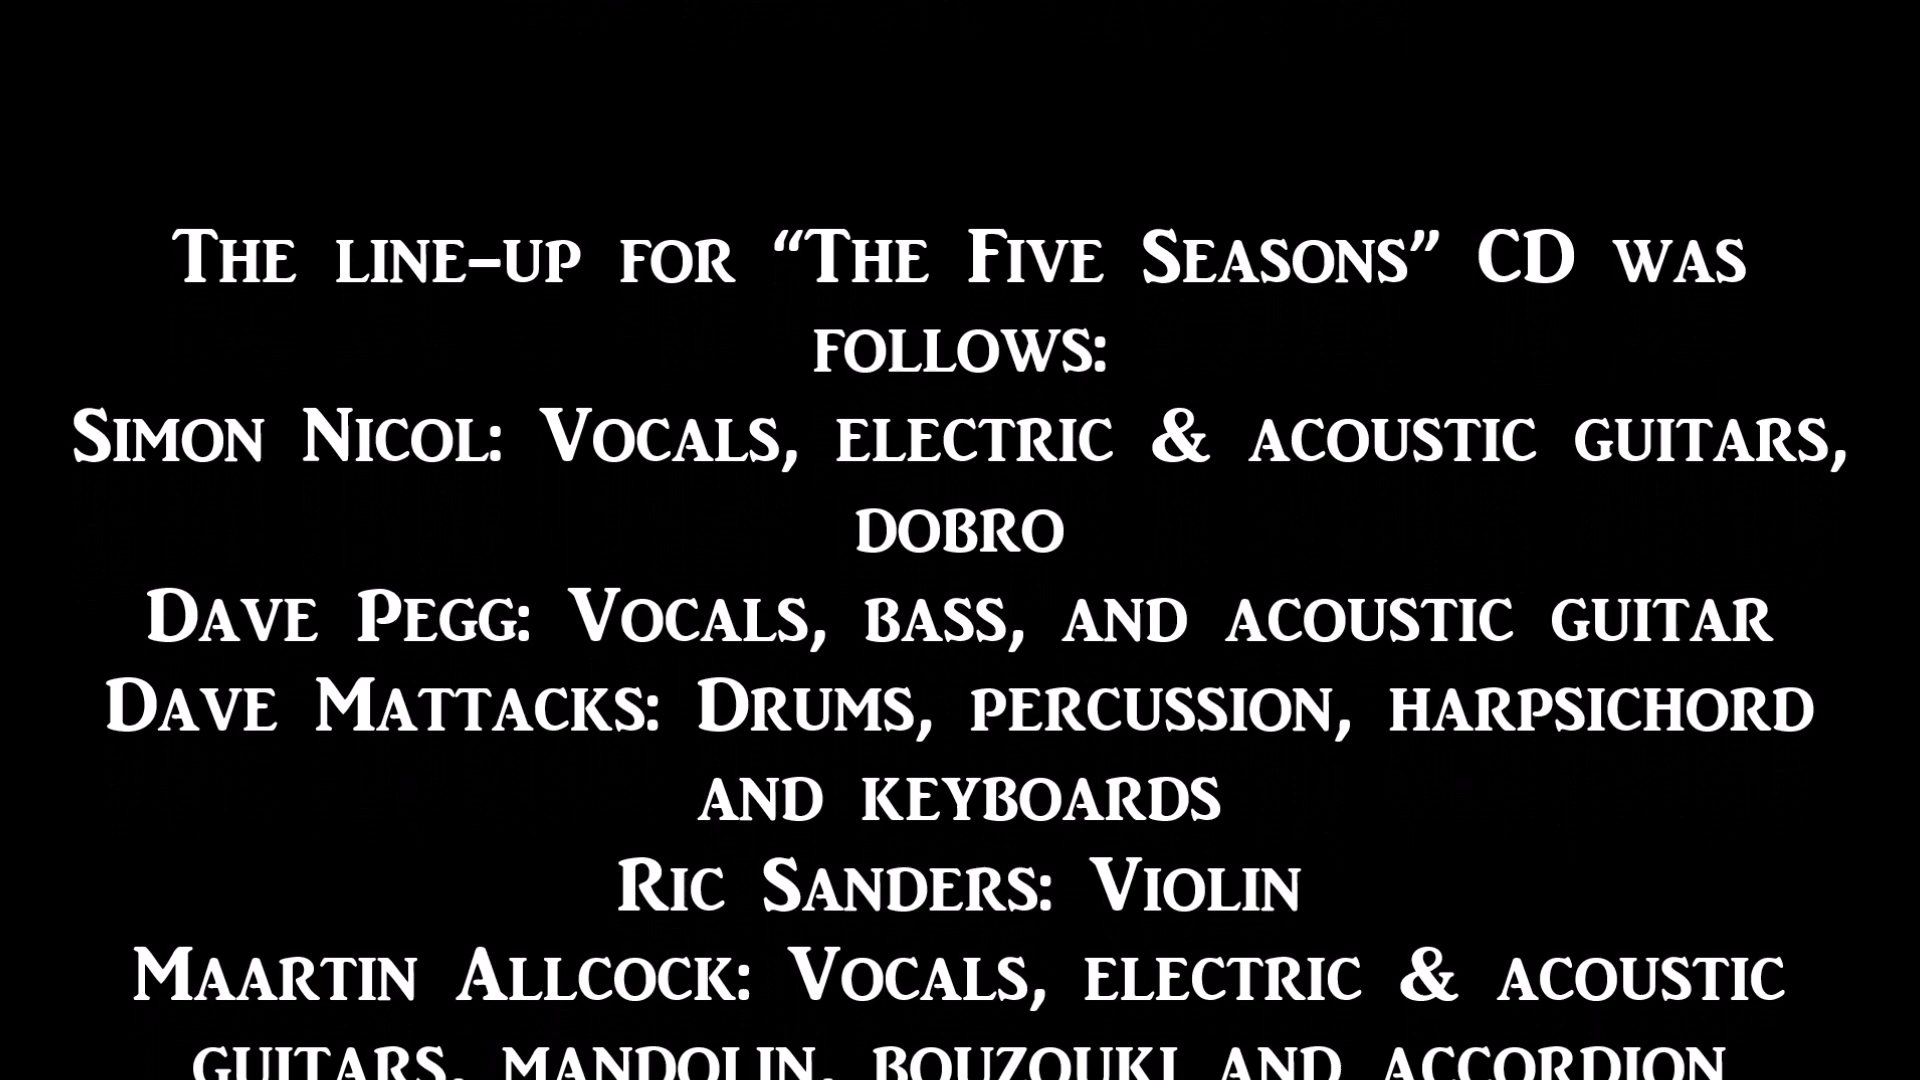 The line-up for “The Five Seasons” CD was
follows:
Simon Nicol: Vocals, electric & acoustic guitars,
dobro
Dave Pegg: Vocals, bass, and acoustic guitar
Dave Mattacks: Drums, percussion, harpsichord
and keyboards
Ric Sanders: Violin
Maartin Allcock: Vocals, electric & acoustic
guitars, mandolin, bouzouki and accordion